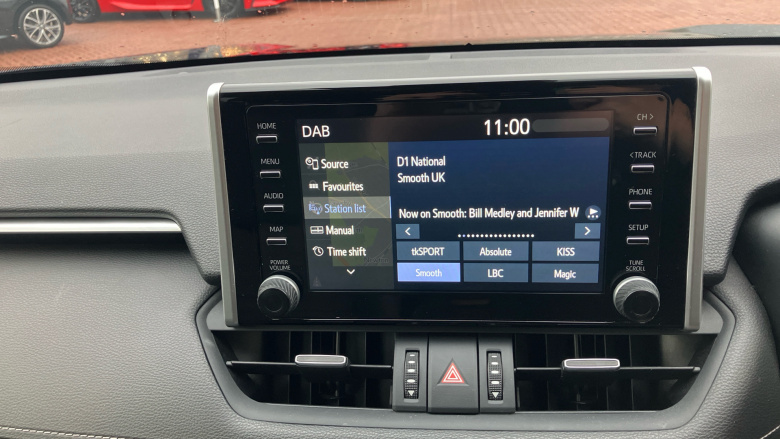 HOME
MENU
AUDIO
MAP
POWER
VOLUME
DAB
11:00
Source
Favourites
Station list
Manual
Time shift
D1 National
Smooth UK
Now on Smooth: Bill Medley and Jennifer W
< >
tkSPORT Absolute KISS
Smooth LBC Magic
CH >
< TRACK
PHONE
SETUP
TUNE
SCROLL